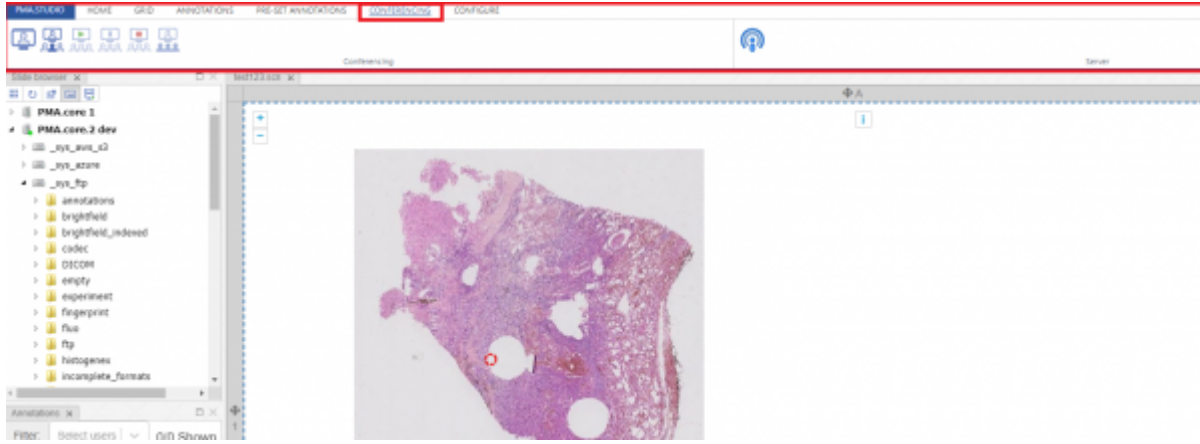 PMA.STUDIO HOME GRID ANNOTATIONS PRE-SET ANNOTATIONS CONFERENCING CONFIGURE
Conferencing Server
Slide browser x test123.scn x
A
PMA.core 1
PMA.core.2 dev
_sys_aws_s3
_sys_azure
_sys_ftp
annotations
brightfield
brightfield_indexed
codec
DICOM
empty
experiment
fingerprint
fluo
ftp
histogenex
incomplete_formats
Annotations x
1
Filter: Select users 0/0 Shown